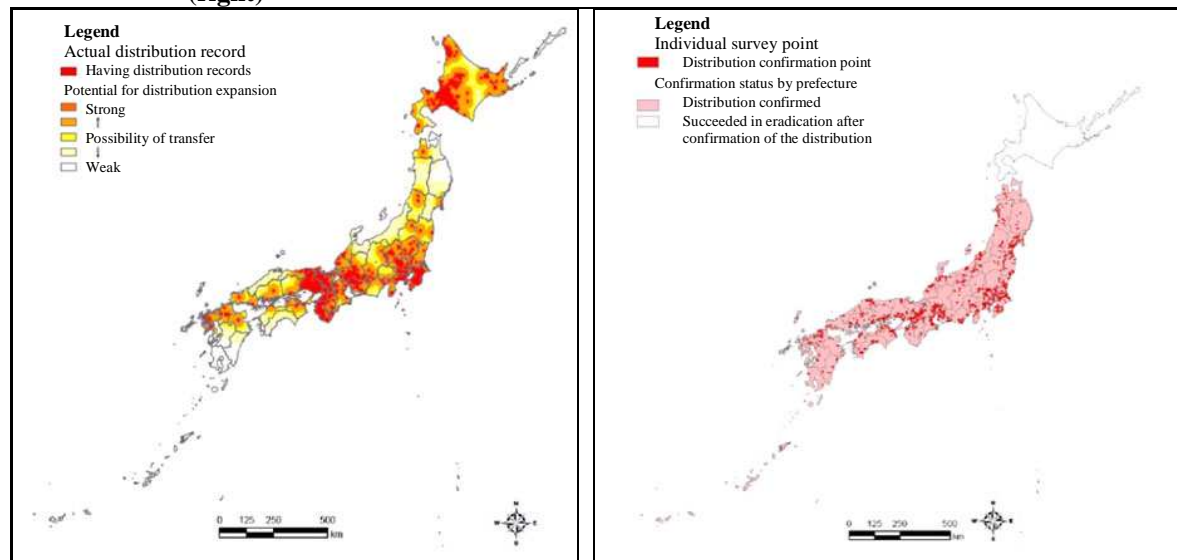 (right)
Legend
Actual distribution record
Having distribution records
Potential for distribution expansion
Strong
↑
Possibility of transfer
↓
Weak
0 125 250 500
km
N
W E
S
Legend
Individual survey point
Distribution confirmation point
Confirmation status by prefecture
Distribution confirmed
Succeeded in eradication after
confirmation of the distribution
0 125 250 500
km
N
W E
S